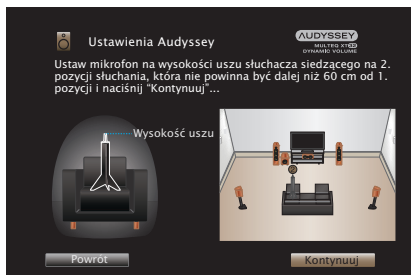 Ustawienia Audyssey
AUDYSSEY
MULTEQ XT32
DYNAMIC VOLUME
Ustaw mikrofon na wysokości uszu słuchacza siedzącego na 2.
pozycji słuchania, która nie powinna być dalej niż 60 cm od 1.
pozycji i naciśnij “Kontynuuj”...
Wysokość uszu
Powrót
Kontynuuj